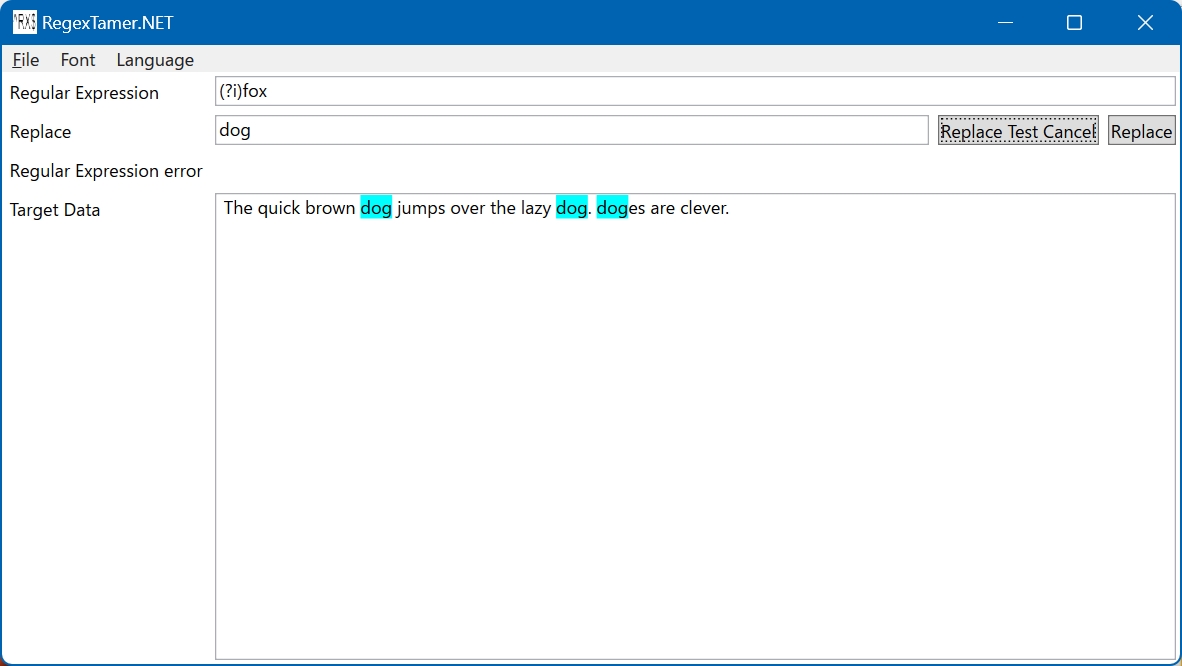 ^RX$ RegexTamer.NET
File Font Language
Regular Expression (?i)fox
Replace dog Replace Test Cancel Replace
Regular Expression error
Target Data The quick brown dog jumps over the lazy dog. doges are clever.